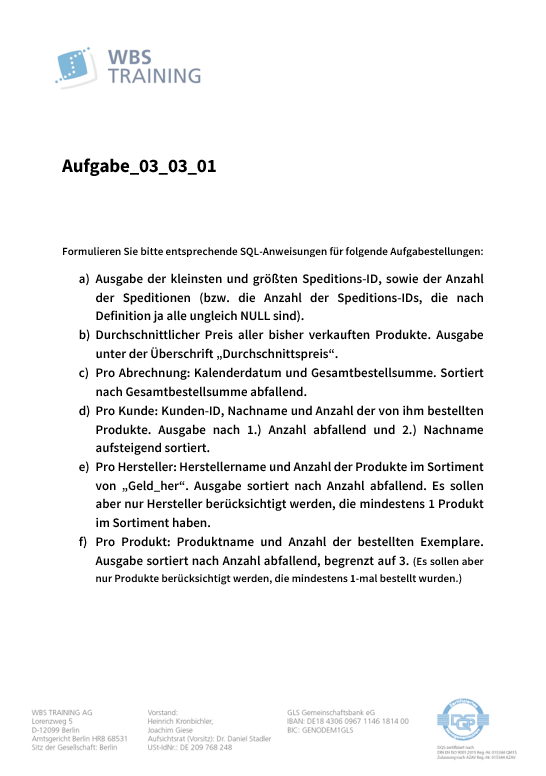 WBS
TRAINING
Aufgabe_03_03_01
Formulieren Sie bitte entsprechende SQL-Anweisungen für folgende Aufgabestellungen:
a) Ausgabe der kleinsten und größten Speditions-ID, sowie der Anzahl
der Speditionen (bzw. die Anzahl der Speditions-IDs, die nach
Definition ja alle ungleich NULL sind).
b) Durchschnittlicher Preis aller bisher verkauften Produkte. Ausgabe
unter der Überschrift „Durchschnittspreis“.
c) Pro Abrechnung: Kalenderdatum und Gesamtbestellsumme. Sortiert
nach Gesamtbestellsumme abfallend.
d) Pro Kunde: Kunden-ID, Nachname und Anzahl der von ihm bestellten
Produkte. Ausgabe nach 1.) Anzahl abfallend und 2.) Nachname
aufsteigend sortiert.
e) Pro Hersteller: Herstellername und Anzahl der Produkte im Sortiment
von „Geld_her“. Ausgabe sortiert nach Anzahl abfallend. Es sollen
aber nur Hersteller berücksichtigt werden, die mindestens 1 Produkt
im Sortiment haben.
f) Pro Produkt: Produktname und Anzahl der bestellten Exemplare.
Ausgabe sortiert nach Anzahl abfallend, begrenzt auf 3. (Es sollen aber
nur Produkte berücksichtigt werden, die mindestens 1-mal bestellt wurden.)
WBS TRAINING AG
Lorenzweg 5
D-12099 Berlin
Amtsgericht Berlin HRB 68531
Sitz der Gesellschaft: Berlin
Vorstand:
Heinrich Kronbichler,
Joachim Giese
Aufsichtsrat (Vorsitz): Dr. Daniel Stadler
USt-IdNr.: DE 209 768 248
GLS Gemeinschaftsbank eG
IBAN: DE18 4306 0967 1146 1814 00
BIC: GENODEM1GLS
DQS